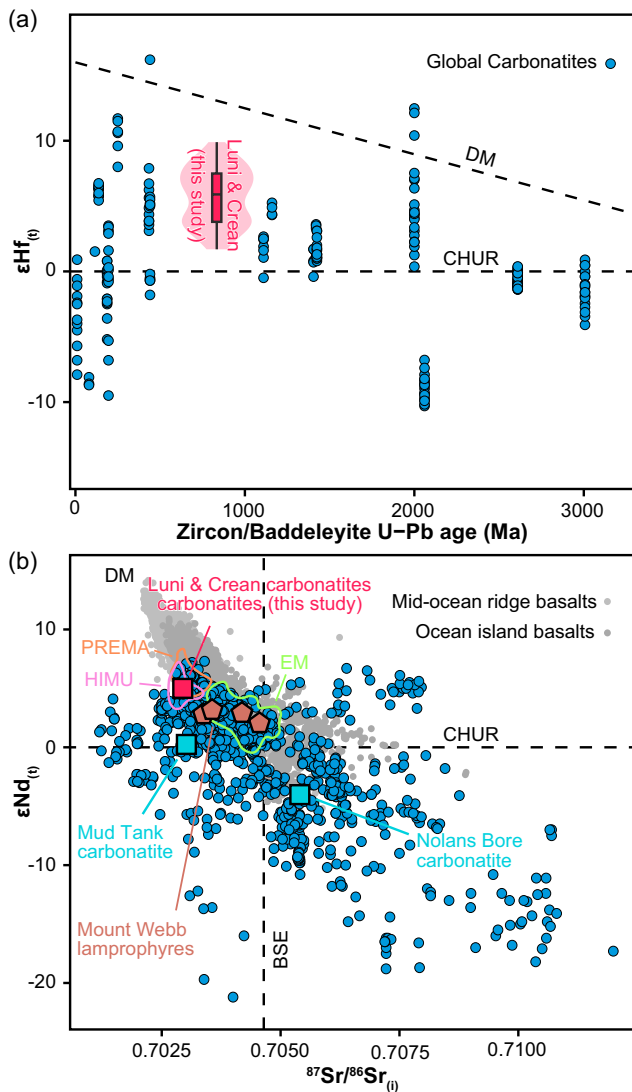 (a)
Global Carbonatites
10
0
-10
εHf(t)
DM
Luni & Crean
(this study)
CHUR
0
1000
2000
3000
Zircon/Baddeleyite U−Pb age (Ma)
(b)
DM
Luni & Crean carbonatites
carbonatites (this study)
Mid-ocean ridge basalts
Ocean island basalts
10
PREMA
EM
HIMU
CHUR
0
εNd(t)
Mud Tank
carbonatite
Nolans Bore
carbonatite
-10
Mount Webb
lamprophyres
BSE
-20
0.7025
0.7050
0.7075
0.7100
87Sr/86Sr(i)